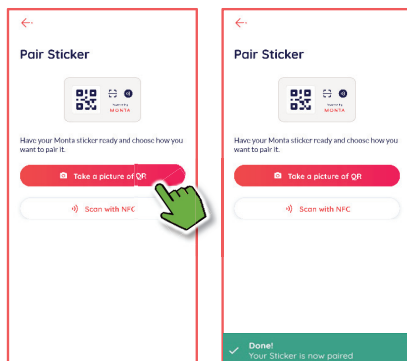 Pair Sticker
MONTA
Have your Monta sticker ready and choose how you
want to pair it.
Take a picture of QR
Scan with NFC
Pair Sticker
MONTA
Have your Monta sticker ready and choose how you
want to pair it.
Take a picture of QR
Scan with NFC
Done!
Your Sticker is now paired